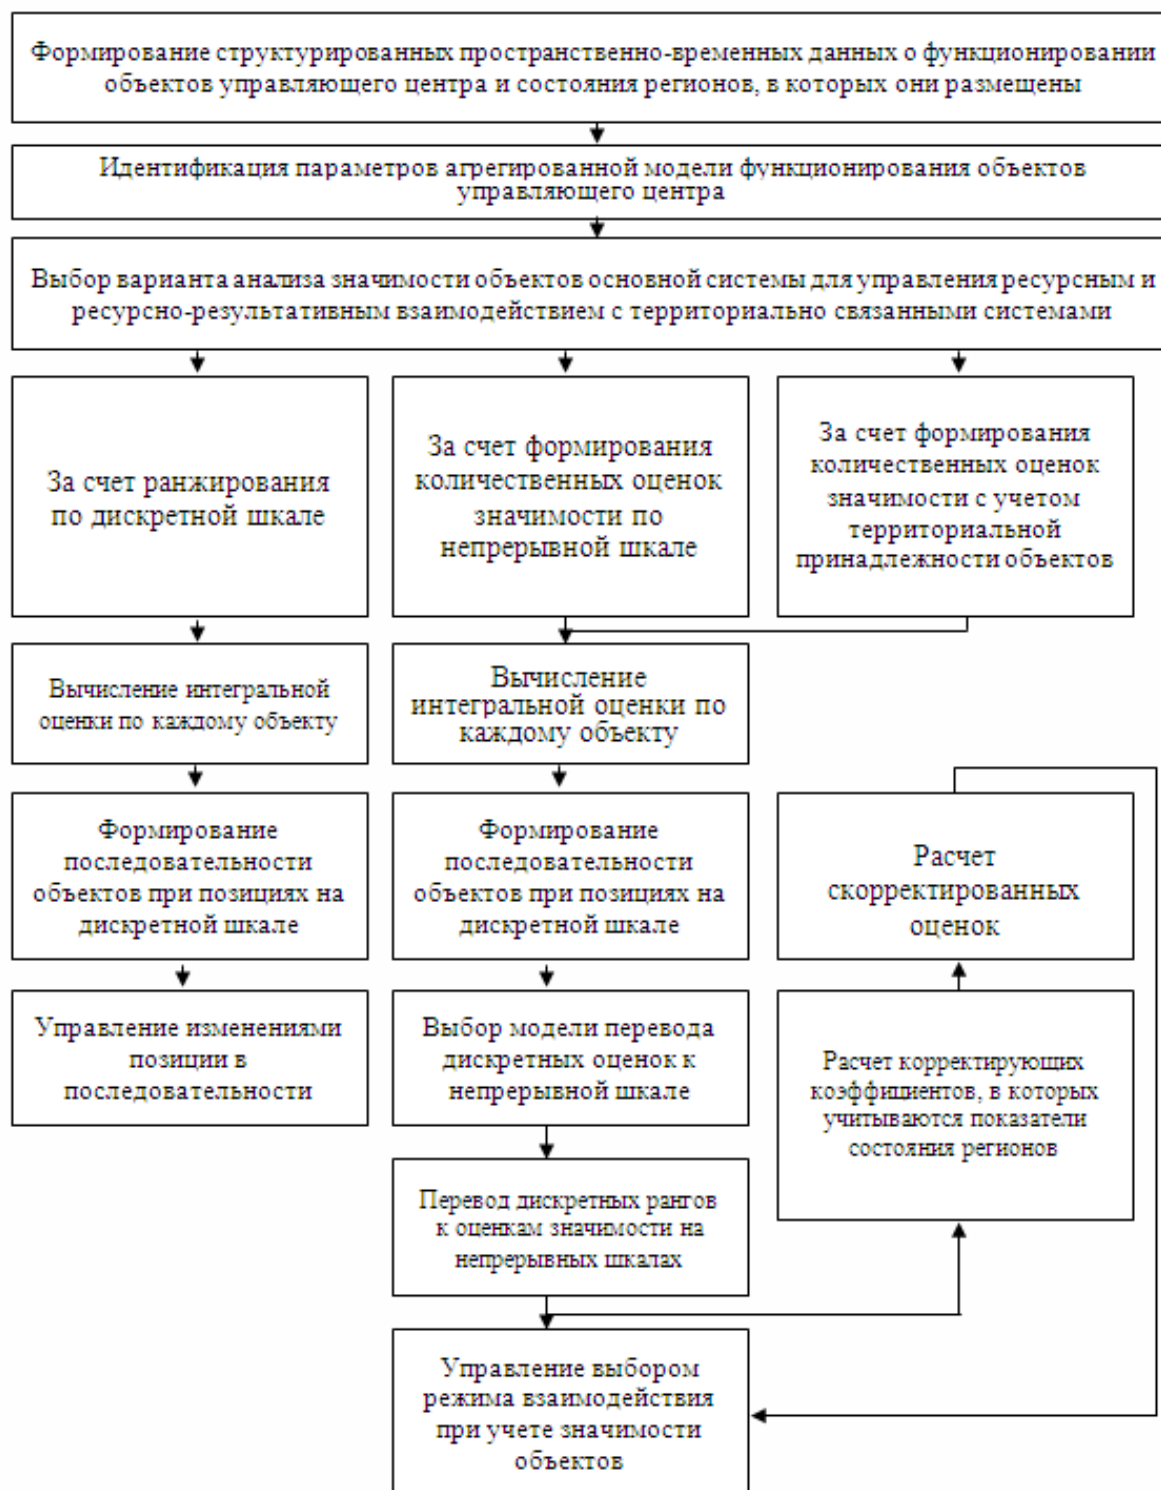 Формирование структурированных пространственно-временных данных о функционировании
объектов управляющего центра и состояния регионов, в которых они размещены
Идентификация параметров агрегированной модели функционирования объектов
управляющего центра
Выбор варианта анализа значимости объектов основной системы для управления ресурсным и
ресурсно-результативным взаимодействием с территориально связанными системами
За счет ранжирования
по дискретной шкале
За счет формирования
количественных оценок
значимости по
непрерывной шкале
За счет формирования
количественных оценок
значимости с учетом
территориальной
принадлежности объектов
Вычисление интегральной
оценки по каждому объекту
Вычисление
интегральной оценки по
каждому объекту
Формирование
последовательности
объектов при позициях на
дискретной шкале
Формирование
последовательности
объектов при позициях на
дискретной шкале
Расчет
скорректированных
оценок
Управление изменениями
позиции в
последовательности
Выбор модели перевода
дискретных оценок к
непрерывной шкале
Расчет корректирующих
коэффициентов, в которых
учитываются показатели
состояния регионов
Перевод дискретных рангов
к оценкам значимости на
непрерывных шкалах
Управление выбором
режима взаимодействия
при учете значимости
объектов